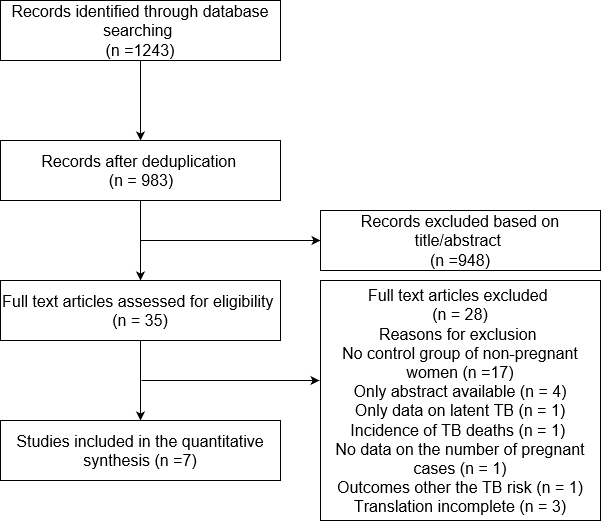 Records identified through database
searching
(n =1243)
Records after deduplication
(n = 983)
Records excluded based on
title/abstract
(n =948)
Full text articles assessed for eligibility
(n = 35)
Full text articles excluded
(n = 28)
Reasons for exclusion
No control group of non-pregnant
women (n =17)
Only abstract available (n = 4)
Only data on latent TB (n = 1)
Incidence of TB deaths (n = 1)
No data on the number of pregnant
cases (n = 1)
Outcomes other the TB risk (n = 1)
Translation incomplete (n = 3)
Studies included in the quantitative
synthesis (n =7)